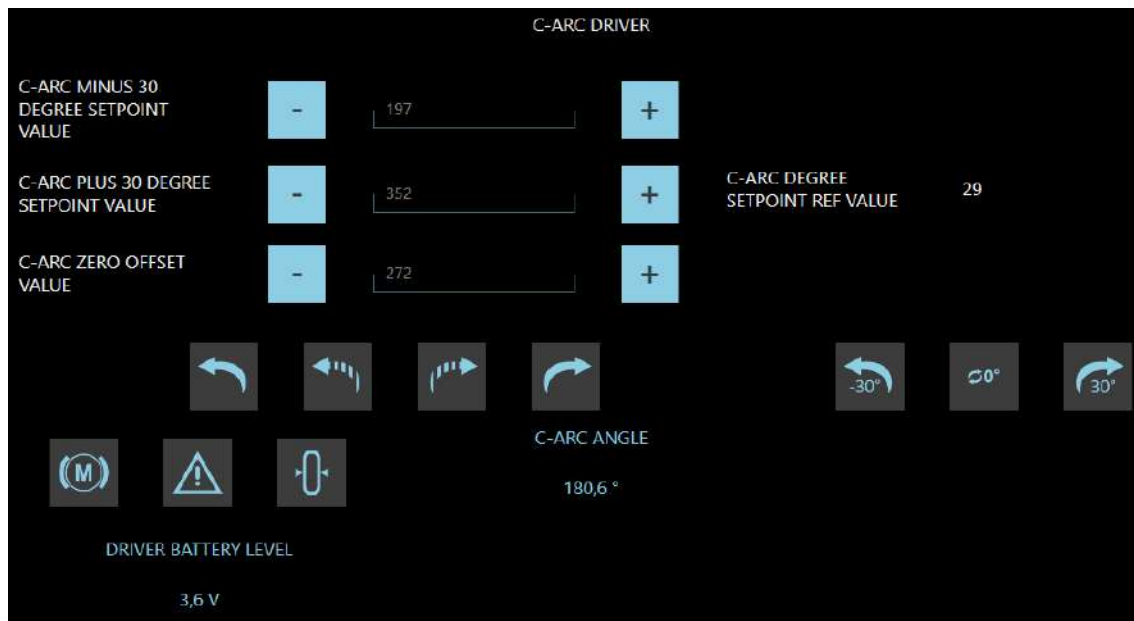 C-ARC DRIVER
C-ARC MINUS 30
DEGREE SETPOINT
VALUE
-
197
+
C-ARC PLUS 30 DEGREE
SETPOINT VALUE
-
352
+
C-ARC DEGREE
SETPOINT REF VALUE
29
C-ARC ZERO OFFSET
VALUE
-
272
+
-30°
0°
30°
(M)
!
C-ARC ANGLE
180,6 °
DRIVER BATTERY LEVEL
3,6 V